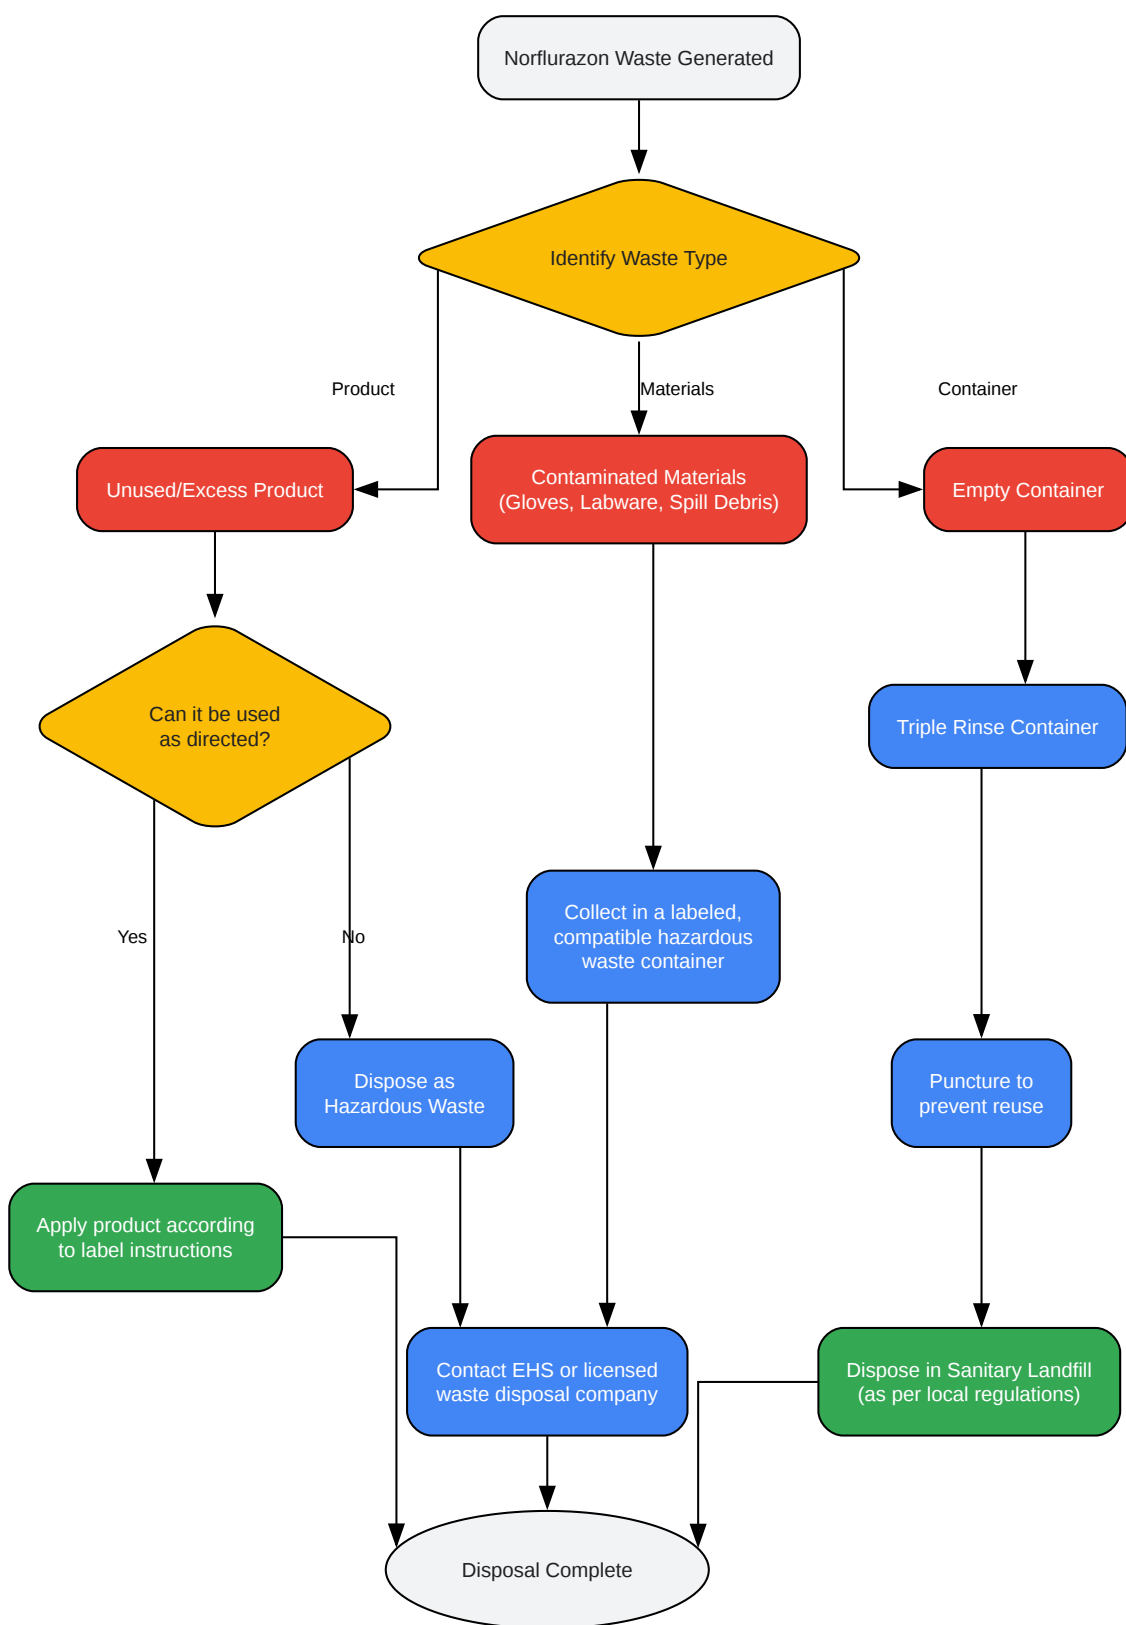 Norflurazon Waste Generated
Identify Waste Type
Product
Materials
Container
Unused/Excess Product
Contaminated Materials
(Gloves, Labware, Spill Debris)
Empty Container
Can it be used
as directed?
Triple Rinse Container
Yes
No
Collect in a labeled,
compatible hazardous
waste container
Dispose as
Hazardous Waste
Puncture to
prevent reuse
Apply product according
to label instructions
Contact EHS or licensed
waste disposal company
Dispose in Sanitary Landfill
(as per local regulations)
Disposal Complete